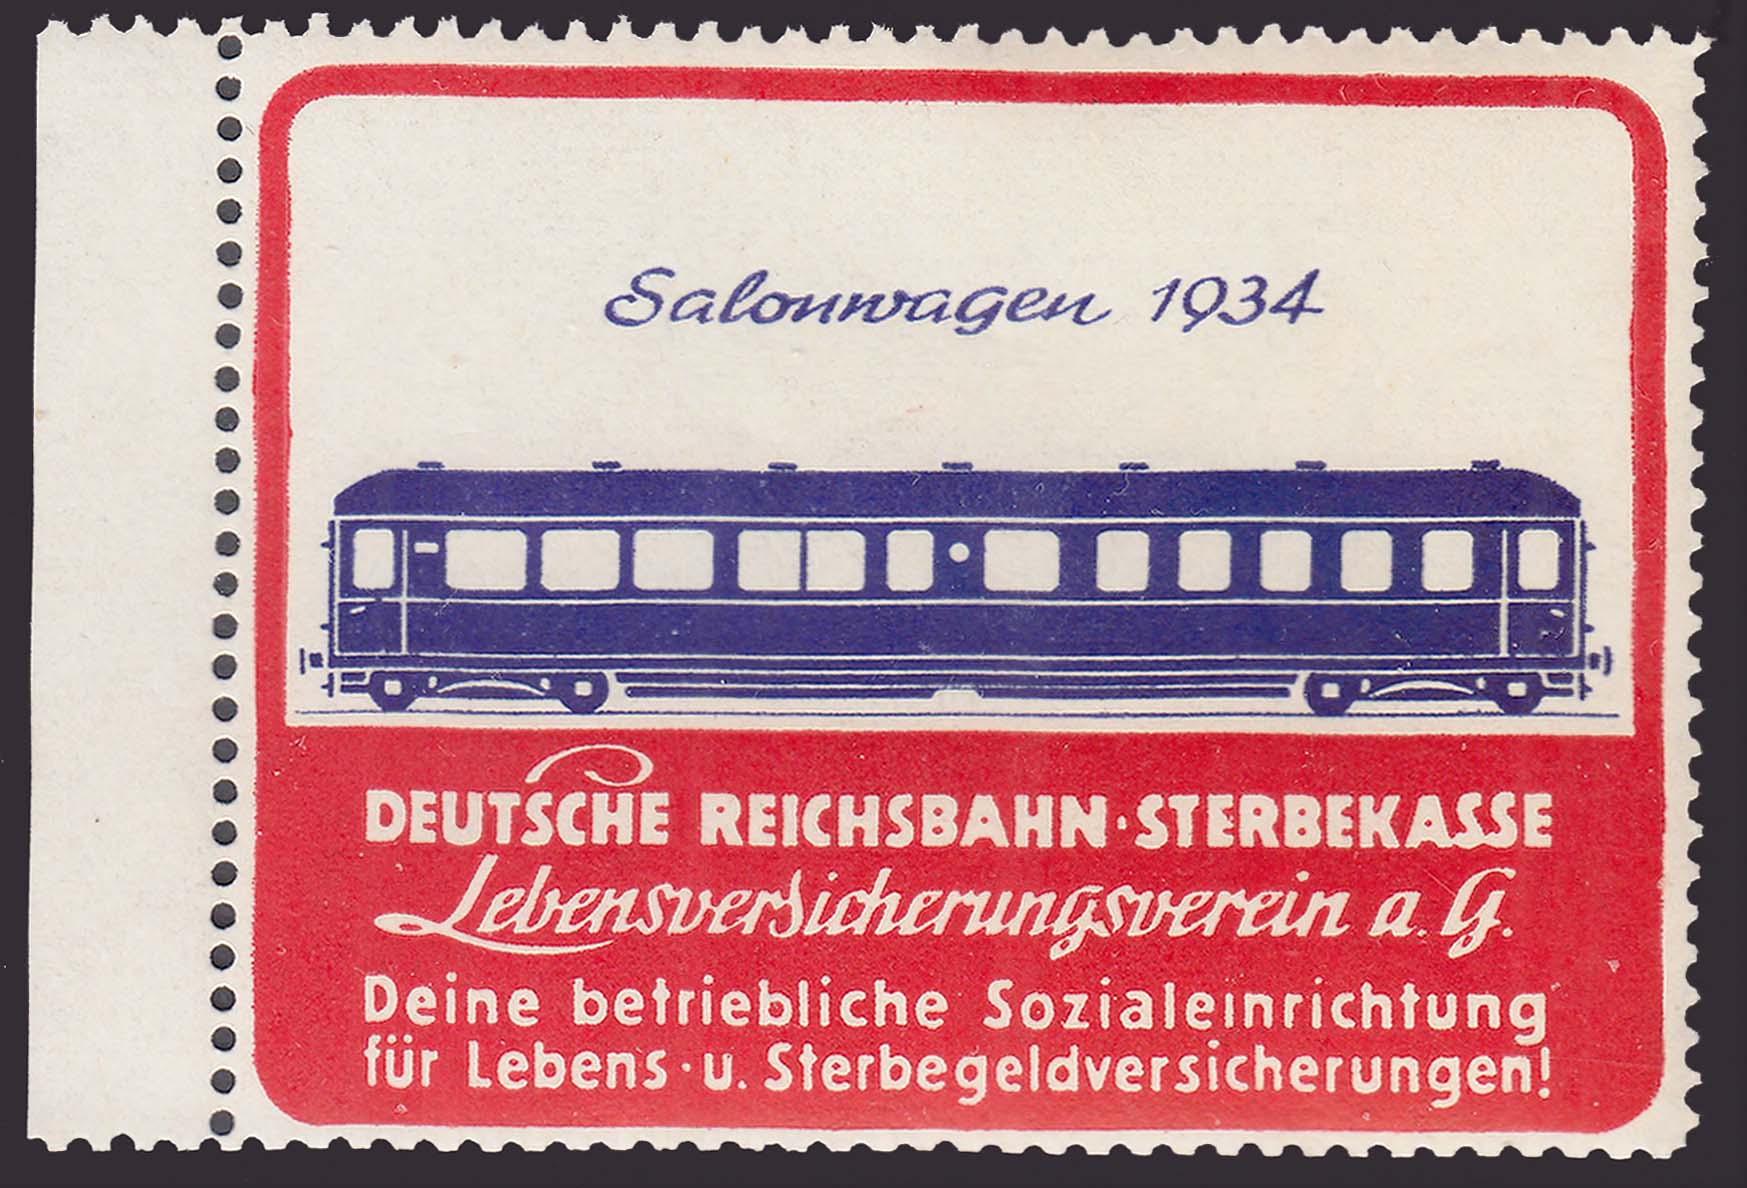 Salonwagen 1934
DEUTSCHE REICHSBAHN·STERBEKASSE
Lebensversicherungsverein a. G.
Deine betriebliche Sozialeinrichtung
für Lebens·u. Sterbegeldversicherungen!